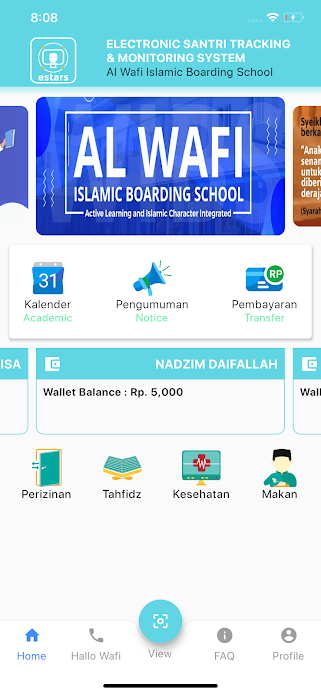 8:08
estars
ELECTRONIC SANTRI TRACKING
& MONITORING SYSTEM
Al Wafi Islamic Boarding School
AL WAFI
ISLAMIC BOARDING SCHOOL
Active Learning and Islamic Character Integrated
Syeikh
berka
"Anak
senan
untuk
diberi
deraja
(Syarah
31
Kalender
Academic
Pengumuman
Notice
RP
Pembayaran
Transfer
ISA
NADZIM DAIFALLAH
Wallet Balance : Rp. 5,000
Wall
Perizinan
Tahfidz
Kesehatan
Makan
Home
Hallo Wafi
View
FAQ
Profile